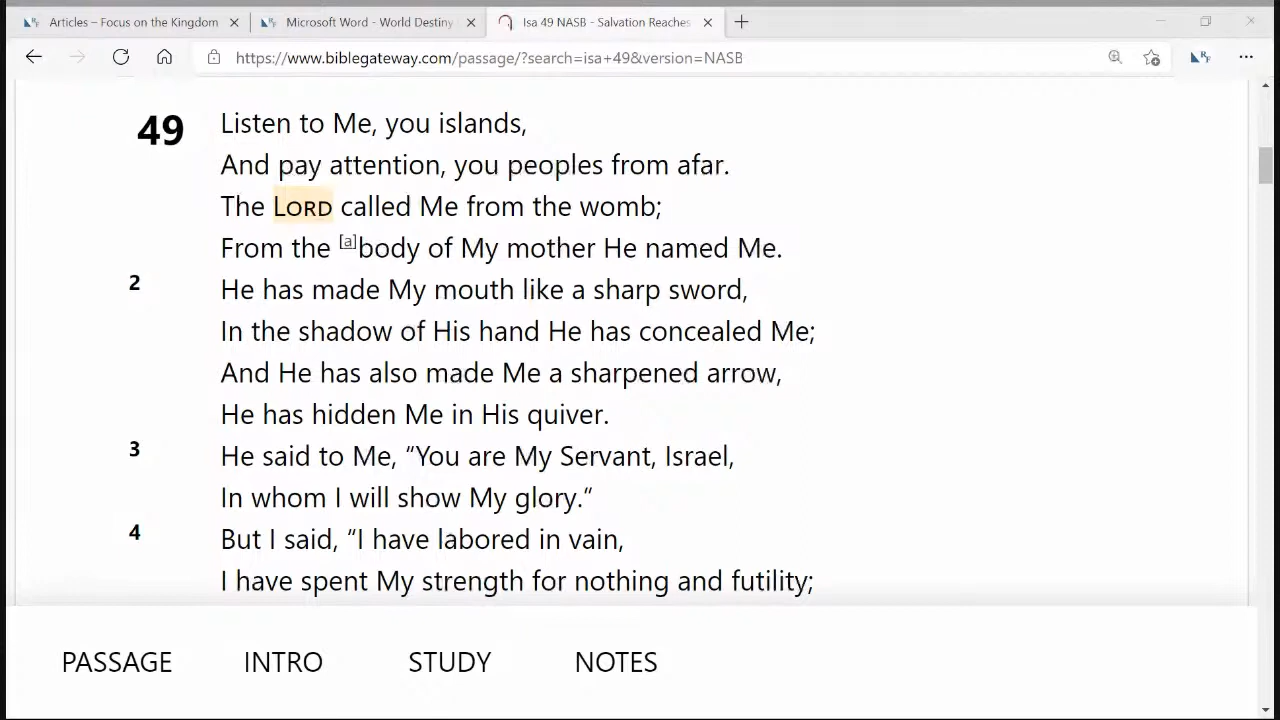 Articles – Focus on the Kingdom
Microsoft Word - World Destiny
Isa 49 NASB - Salvation Reaches
https://www.biblegateway.com/passage/?search=isa+49&version=NASB
49 Listen to Me, you islands,
And pay attention, you peoples from afar.
The LORD called Me from the womb;
From the [a]body of My mother He named Me.
2 He has made My mouth like a sharp sword,
In the shadow of His hand He has concealed Me;
And He has also made Me a sharpened arrow,
He has hidden Me in His quiver.
3 He said to Me, “You are My Servant, Israel,
In whom I will show My glory.“
4 But I said, “I have labored in vain,
I have spent My strength for nothing and futility;
PASSAGE INTRO STUDY NOTES